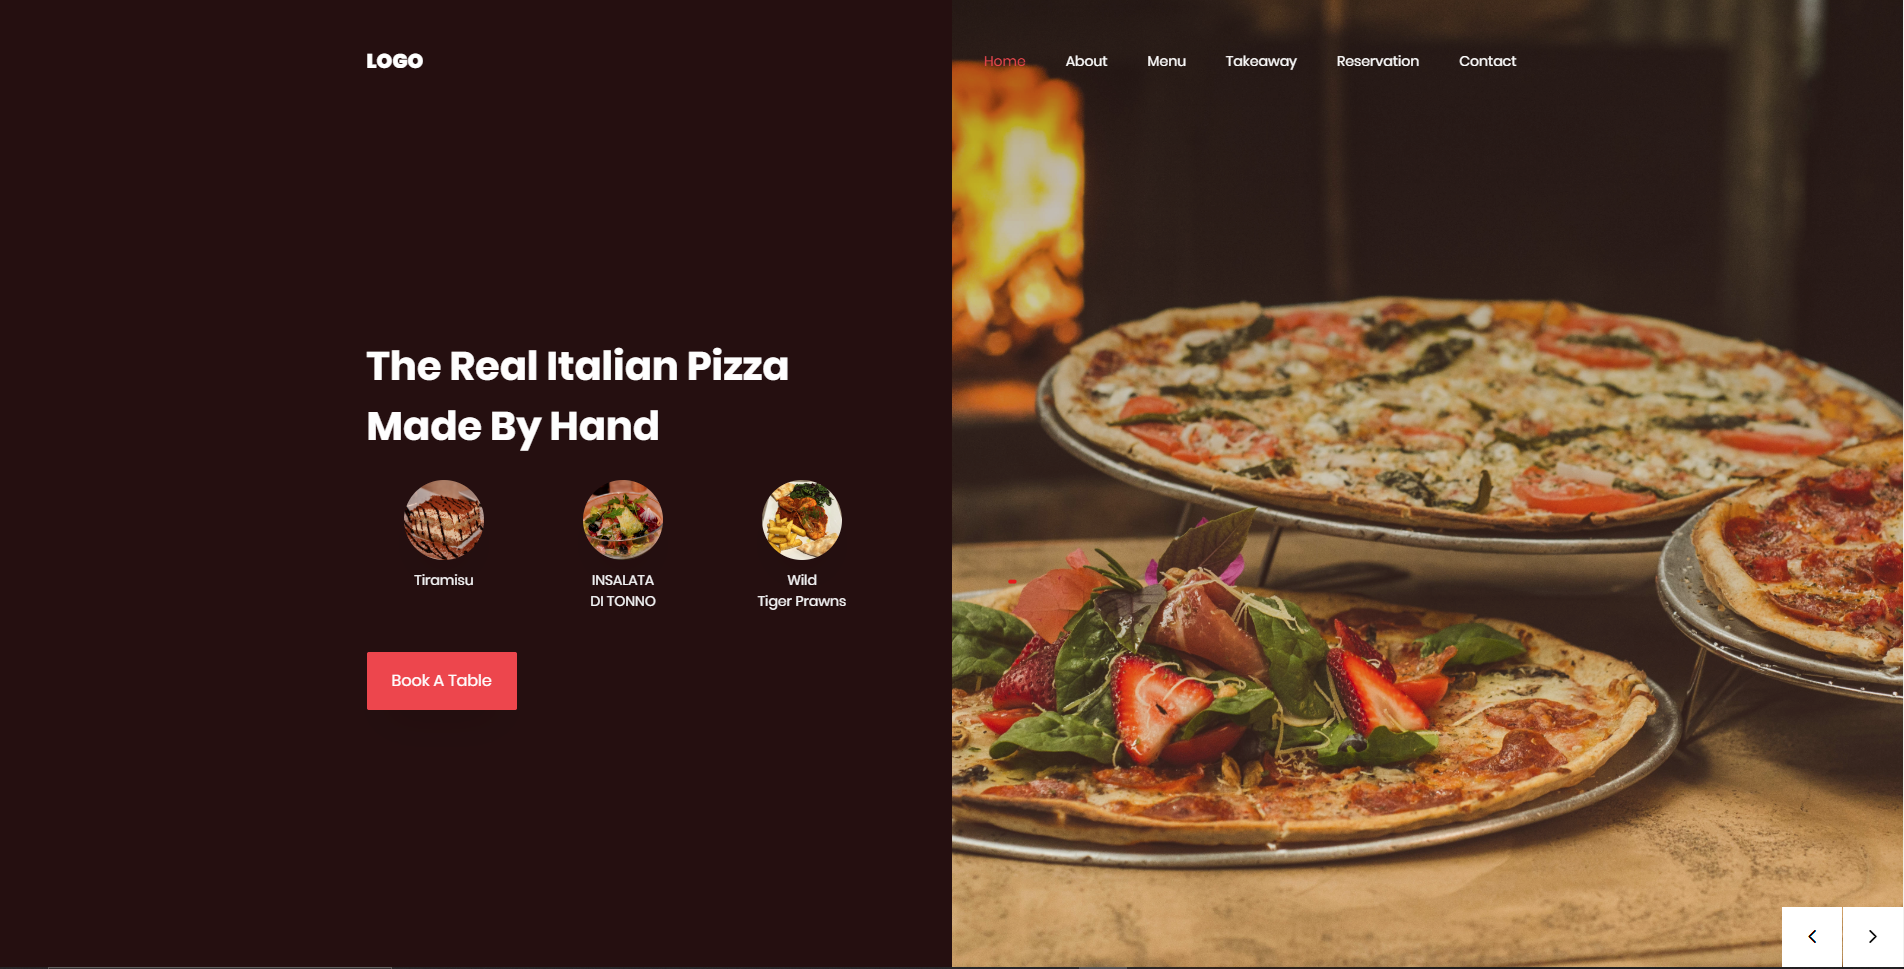 LOGO
Home About Menu Takeaway Reservation Contact
The Real Italian Pizza
Made By Hand
Tiramisu
INSALATA
DI TONNO
Wild
Tiger Prawns
Book A Table